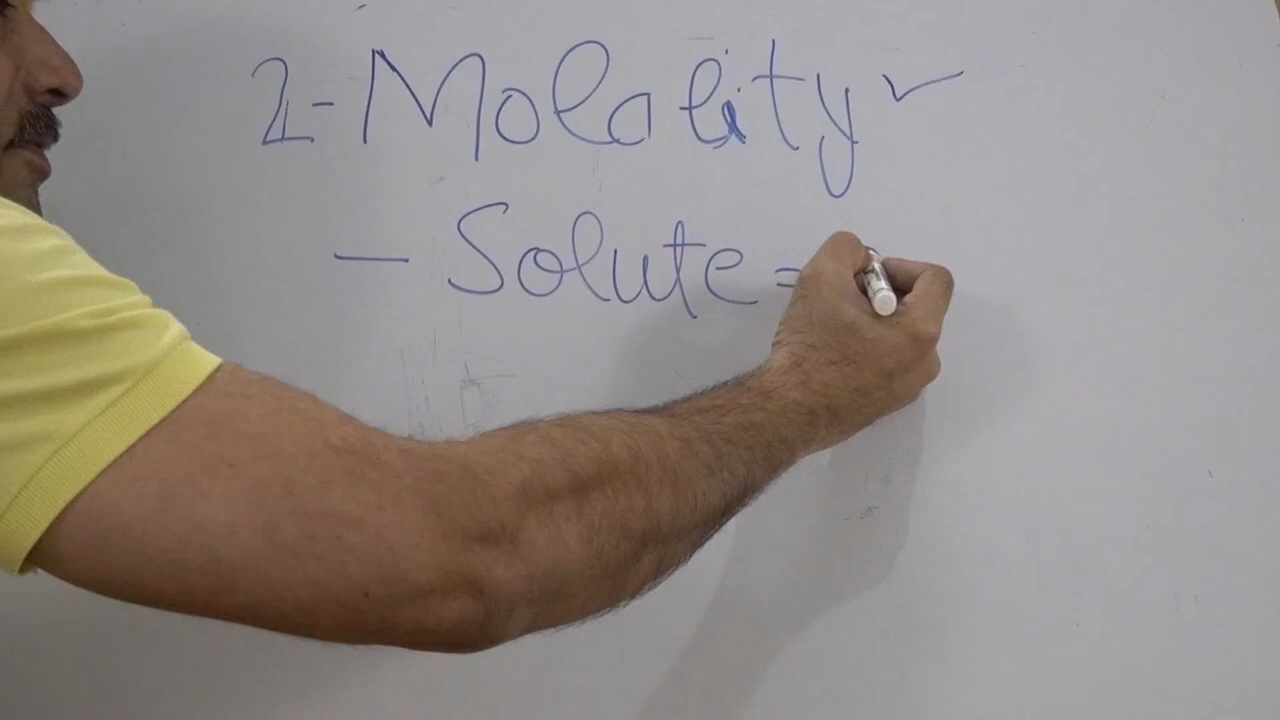 2- Molality ✓
- Solute =